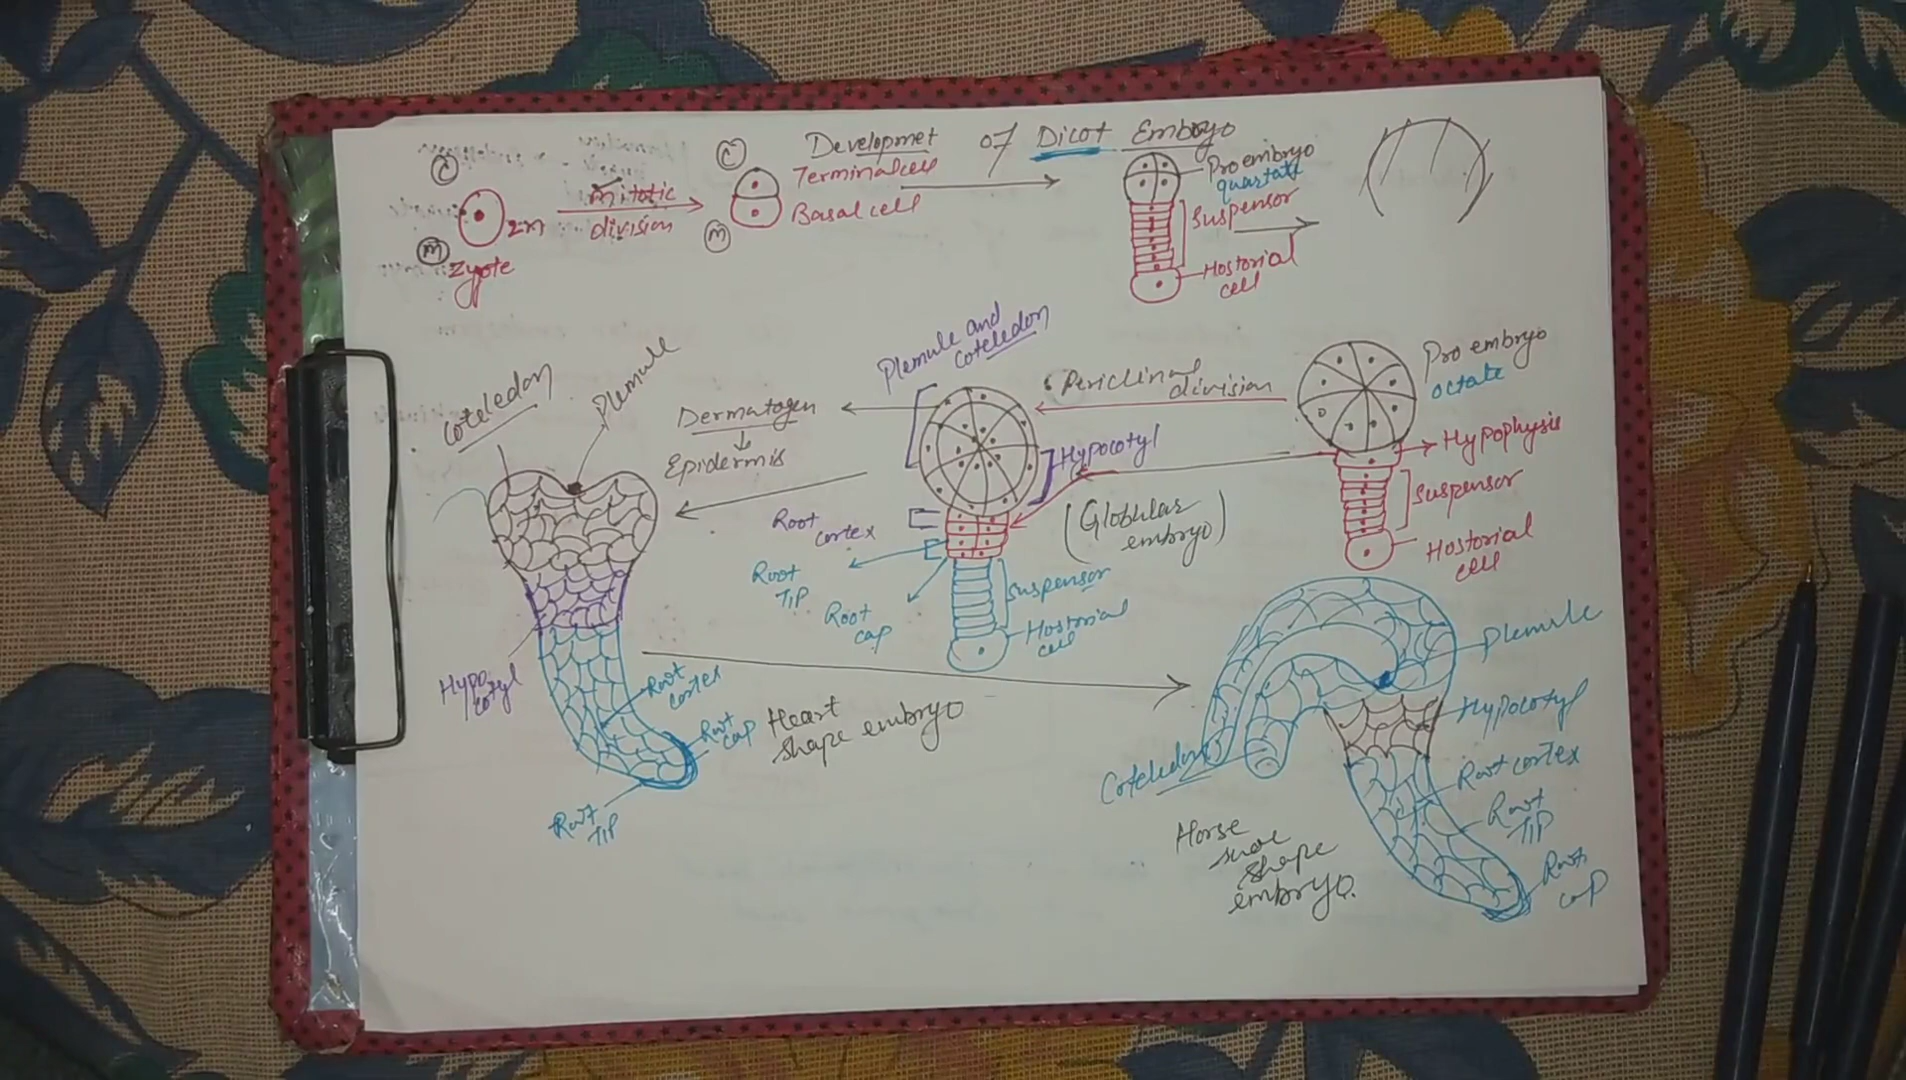 Developmet of Dicot Embryo
C
2n
m
Zyote
mitotic
division
C
m
Terminal cell
Basal cell
Pro embryo
quartate
Suspensor
Hostorial
cell
Pro embryo
octate
Hypophysis
Suspensor
Hostorial
cell
Periclinal
division
Plemule and
coteledon
Hypocotyl
(Globular
embryo)
Dermatogen
Epidermis
Root
cortex
Root
TIP
Root
cap
Suspensor
Hostorial
cell
coteledon
Plemule
Hypo
cotyl
Root
cortex
Root
cap
Root
TIP
Heart
shape embryo
Plemule
Hypocotyl
Root cortex
Root
TIP
Root
cap
Coteledon
Horse
shoe
shape
embryo.